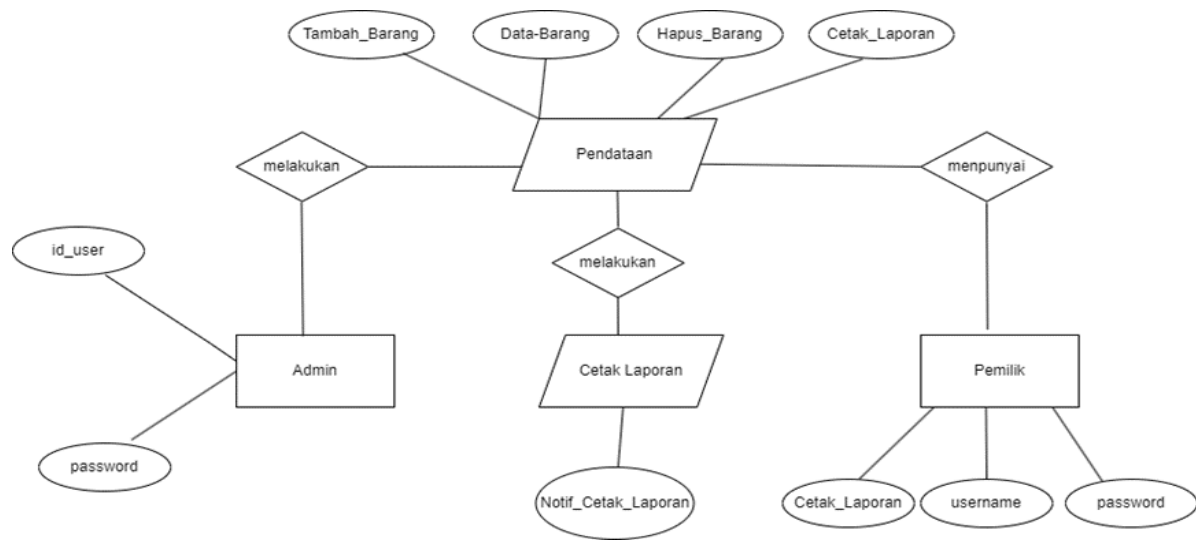 Tambah_Barang
Data-Barang
Hapus_Barang
Cetak_Laporan
Pendataan
melakukan
menpunyai
id_user
melakukan
Admin
Cetak Laporan
Pemilik
password
Notif_Cetak_Laporan
Cetak_Laporan
username
password